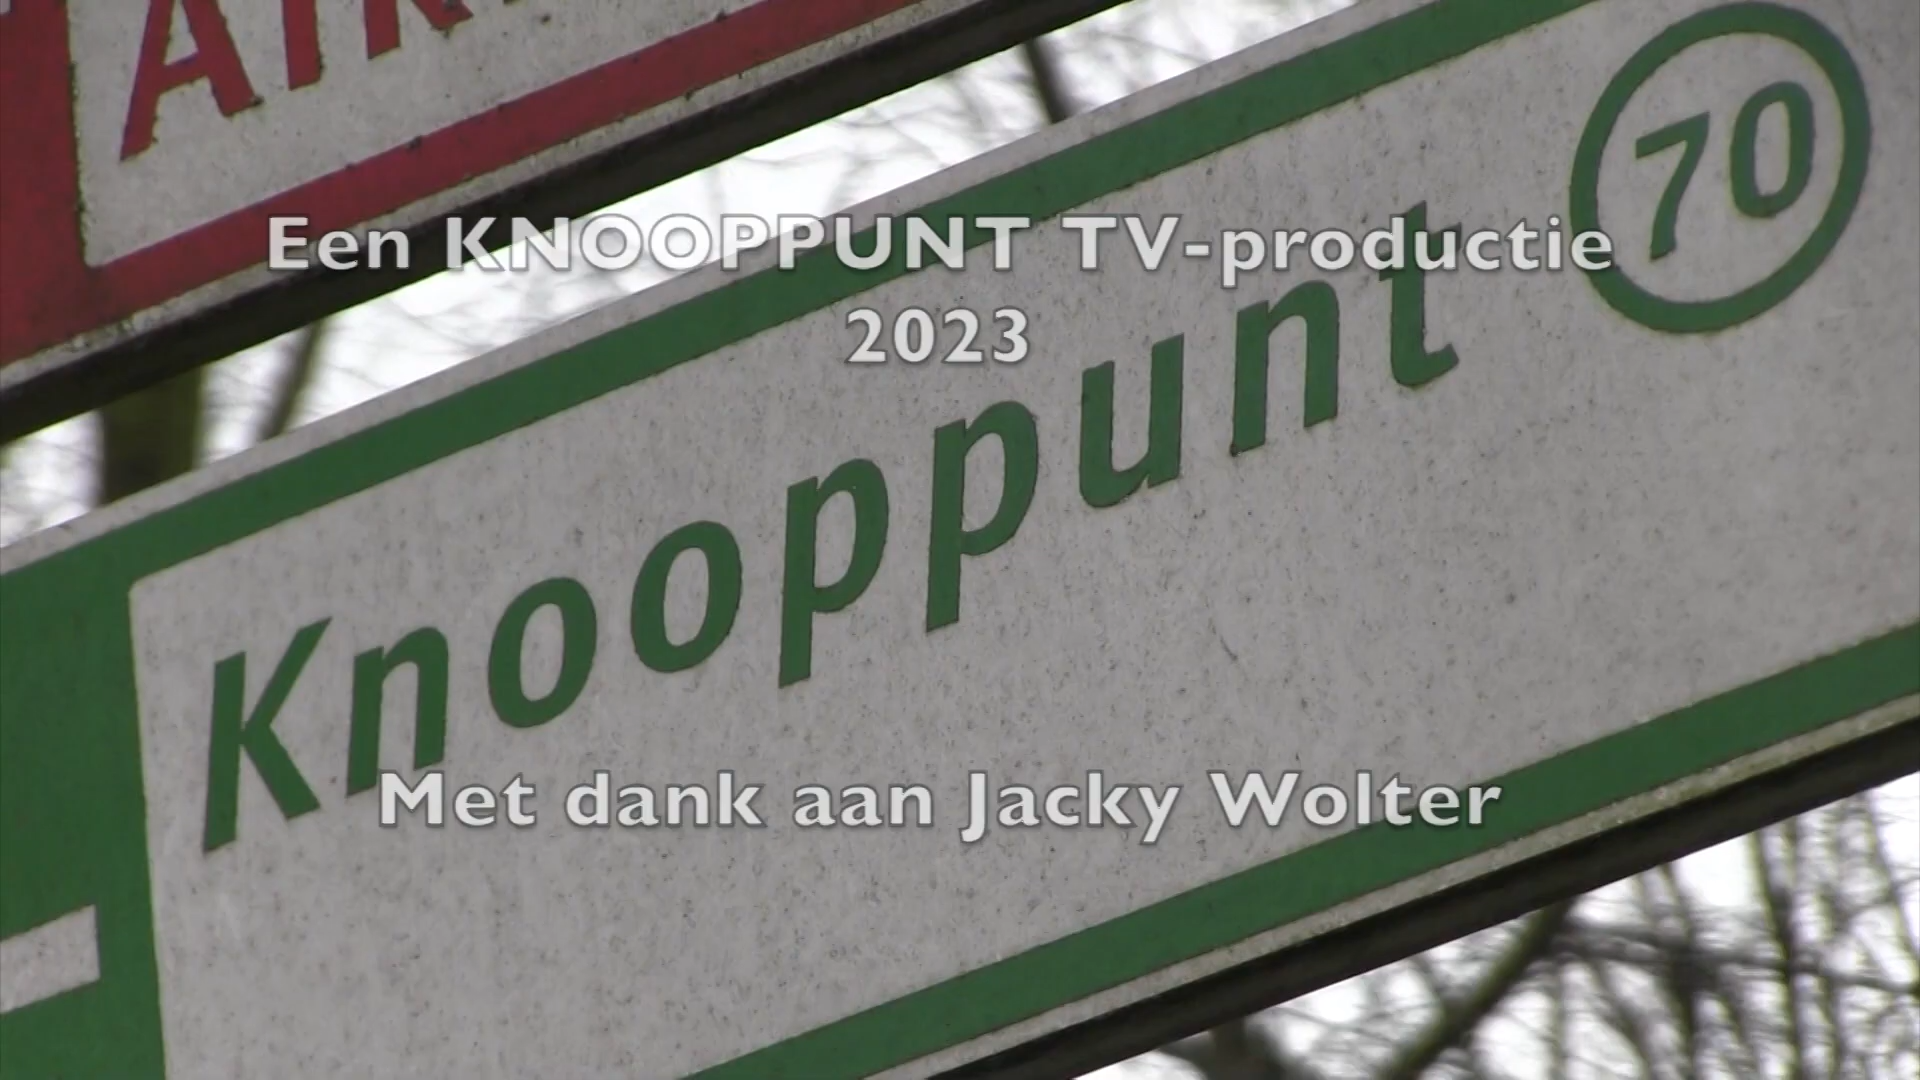 70
Een KNOOPPUNT TV-productie
2023
Knooppunt
Met dank aan Jacky Wolter